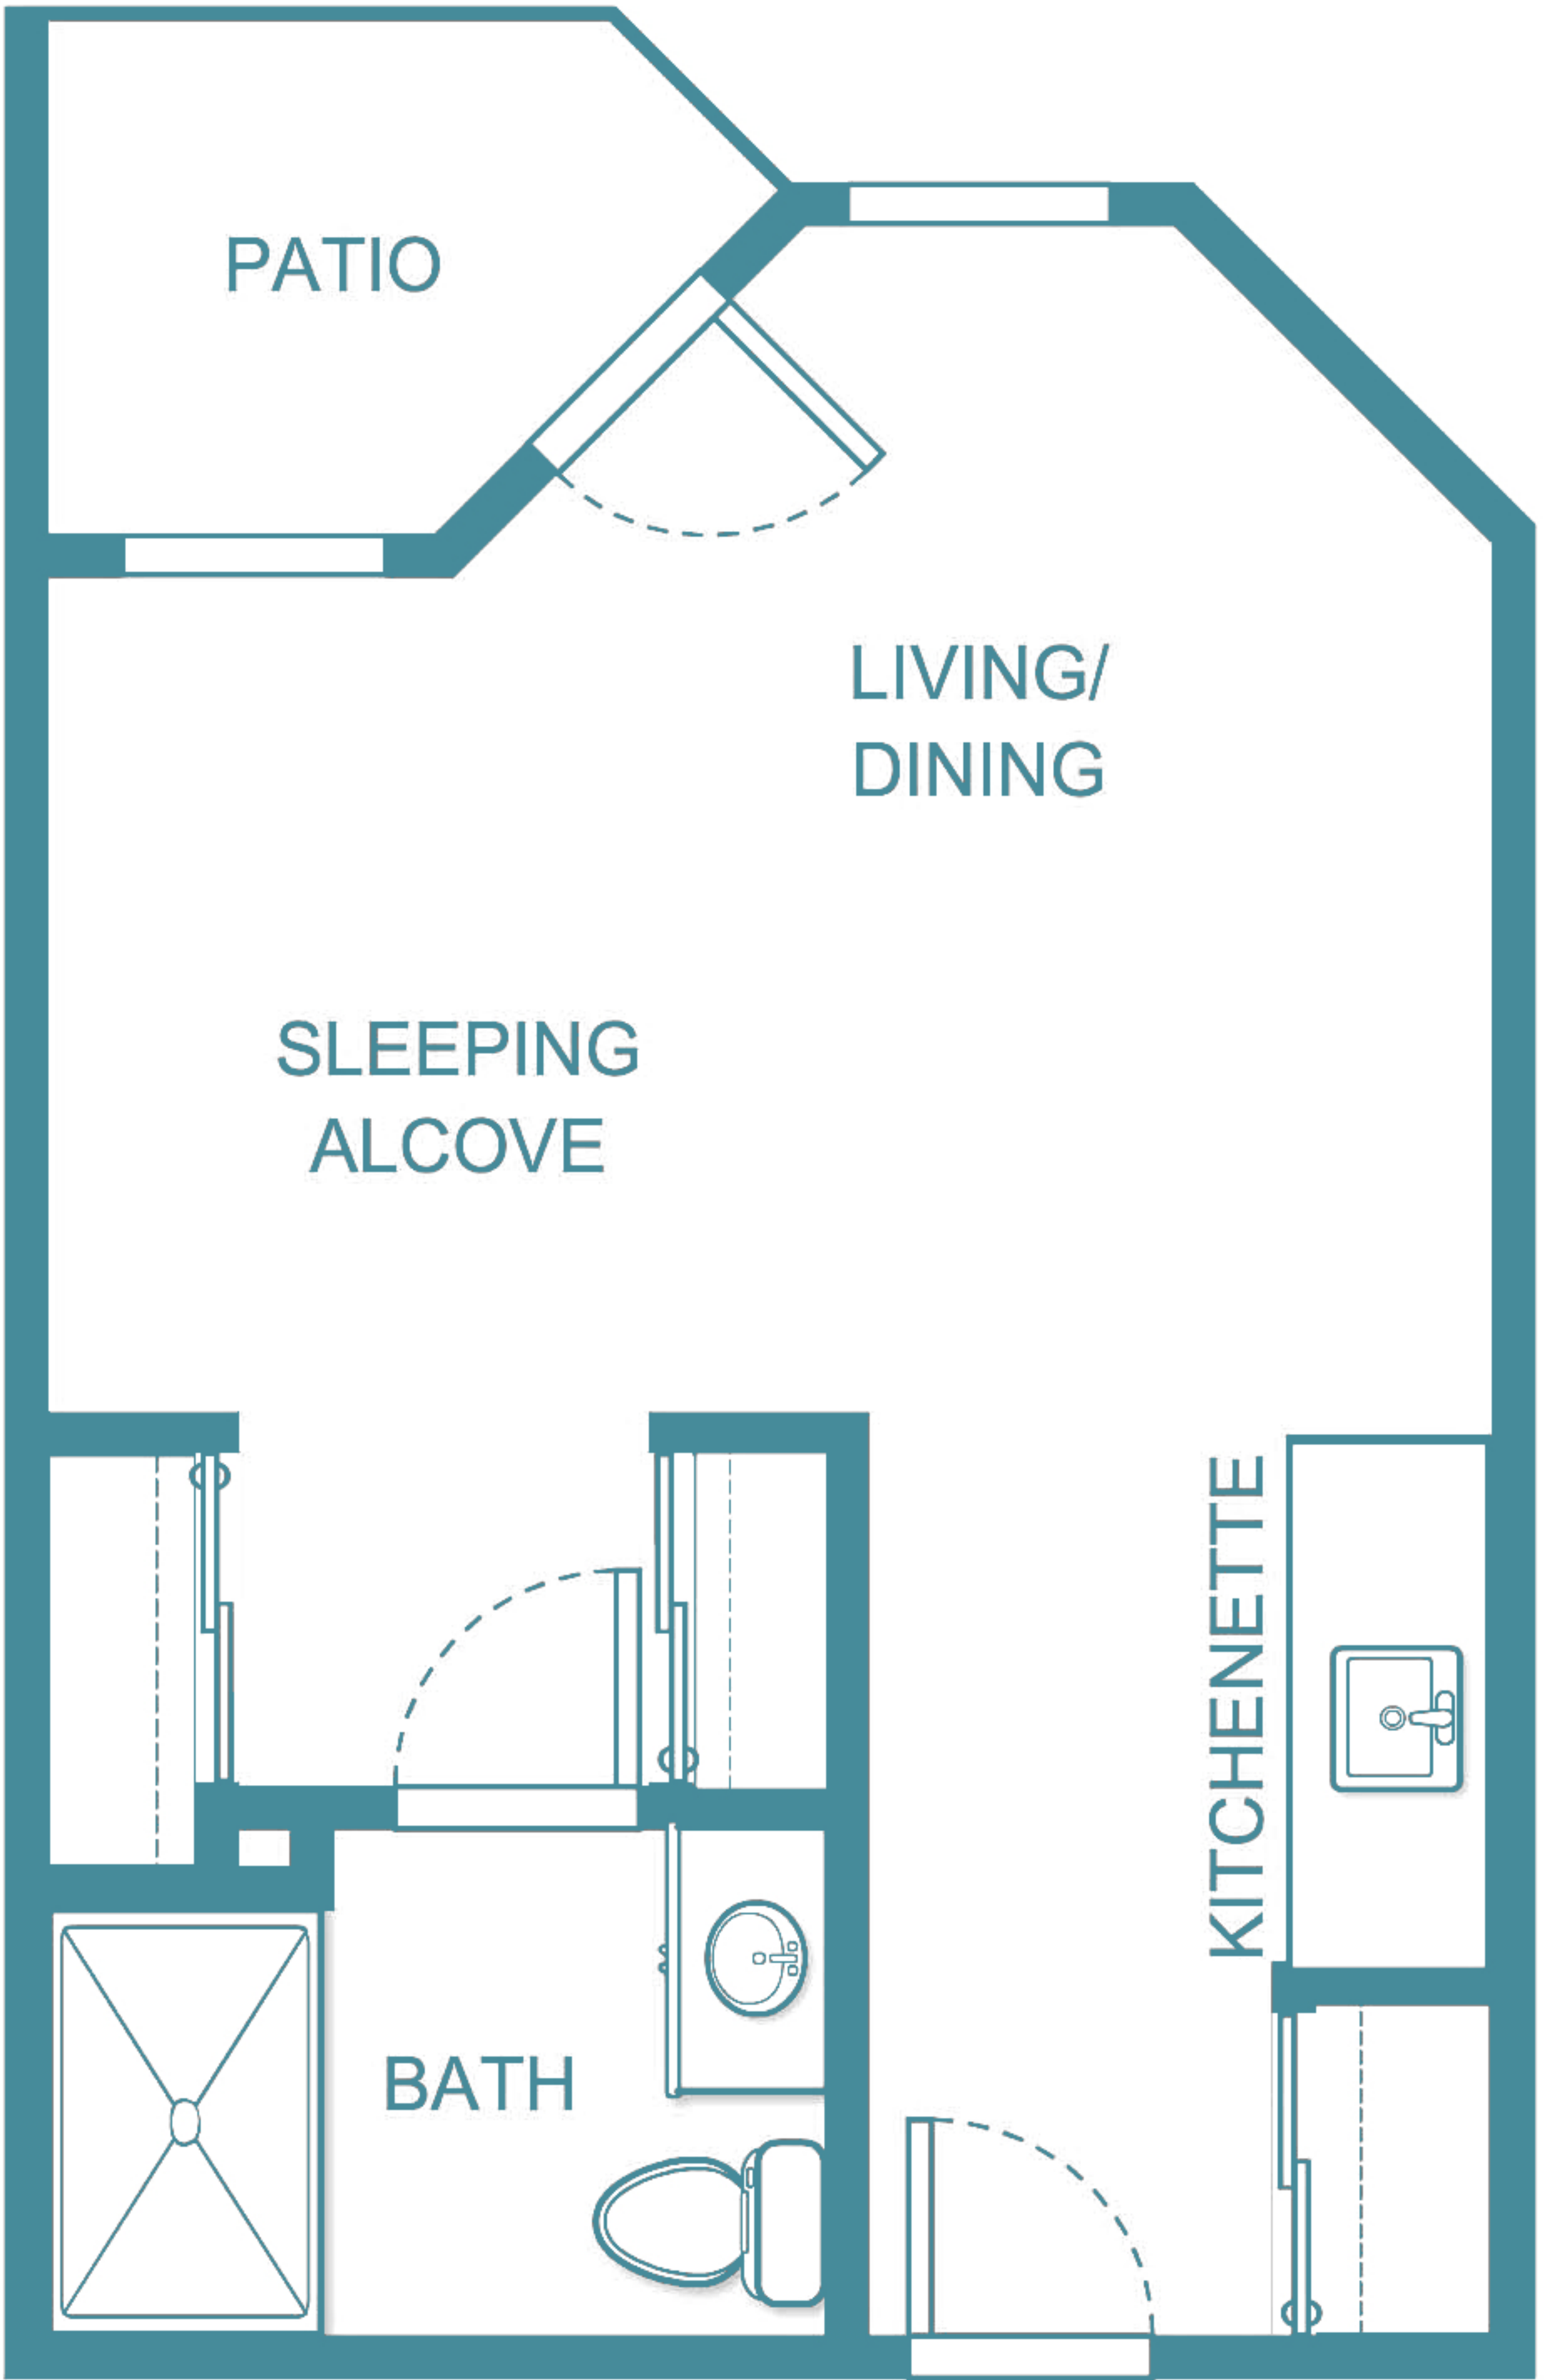 PATIO
LIVING/
DINING
SLEEPING
ALCOVE
KITCHENETTE
BATH